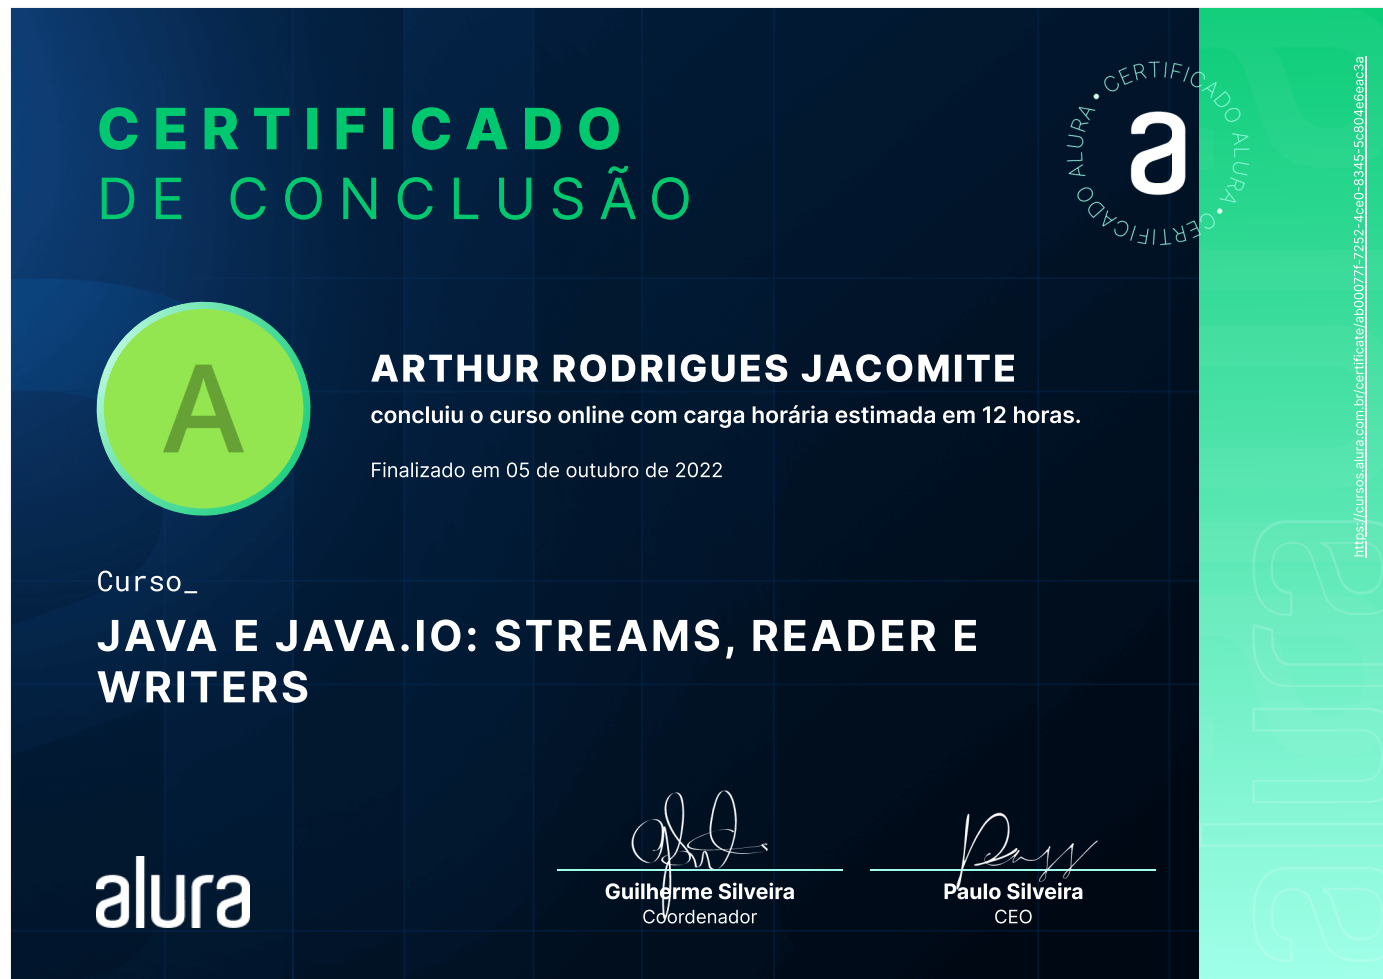 CERTIFICADO
DE CONCLUSÃO
CERTIFICADO ALURA • CERTIFICADO ALURA •
a
https://cursos.alura.com.br/certificate/ab00077f-7252-4ce0-8345-5c804e6eac3a
A
ARTHUR RODRIGUES JACOMITE
concluiu o curso online com carga horária estimada em 12 horas.
Finalizado em 05 de outubro de 2022
Curso_
JAVA E JAVA.IO: STREAMS, READER E
WRITERS
alura
Guilherme Silveira
Coordenador
Paulo Silveira
CEO
alura